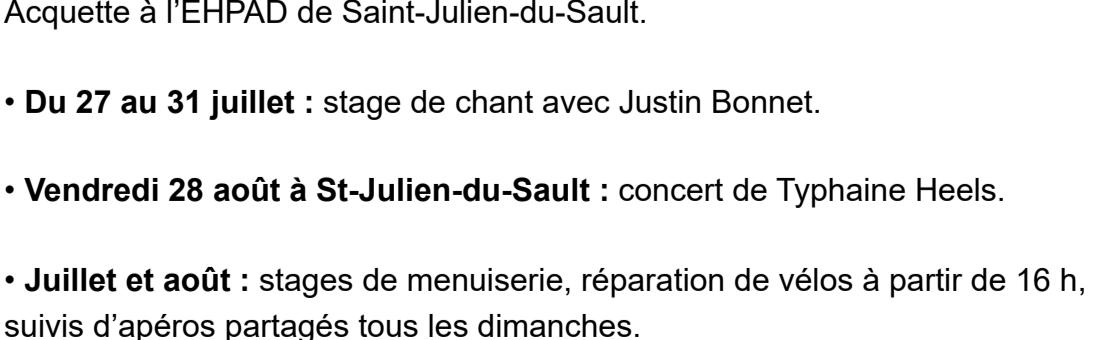 Acquette à l’EHPAD de Saint-Julien-du-Sault.
• Du 27 au 31 juillet : stage de chant avec Justin Bonnet.
• Vendredi 28 août à St-Julien-du-Sault : concert de Typhaine Heels.
• Juillet et août : stages de menuiserie, réparation de vélos à partir de 16 h,
suivis d’apéros partagés tous les dimanches.